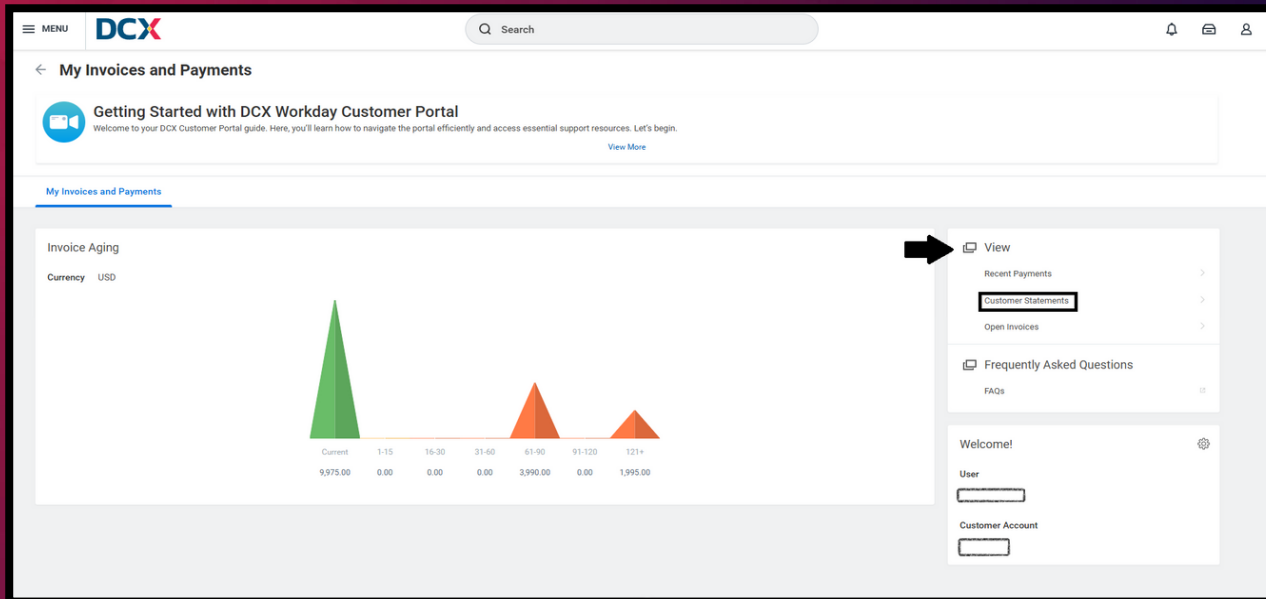 MENU
DCX
Search
My Invoices and Payments
Getting Started with DCX Workday Customer Portal
Welcome to your DCX Customer Portal guide. Here, you'll learn how to navigate the portal efficiently and access essential support resources. Let's begin.
View More
My Invoices and Payments
Invoice Aging
Currency USD
Current 1-15 16-30 31-60 61-90 91-120 121+
9,975.00 0.00 0.00 0.00 3,990.00 0.00 1,995.00
View
Recent Payments
Customer Statements
Open Invoices
Frequently Asked Questions
FAQs
Welcome!
User
Customer Account